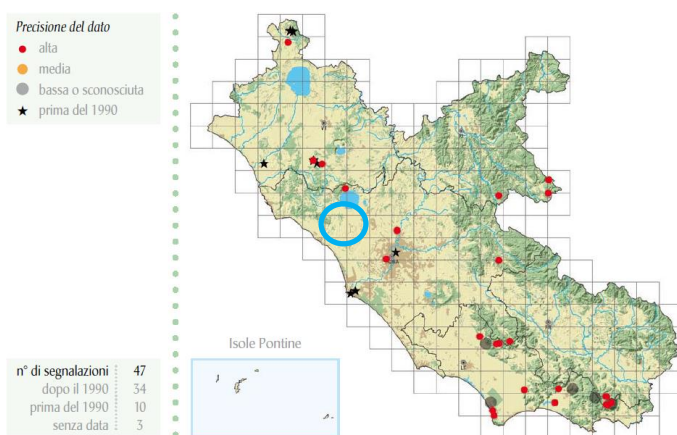 Precisione del dato
alta
media
bassa o sconosciuta
prima del 1990
Isole Pontine
n° di segnalazioni 47
dopo il 1990 34
prima del 1990 10
senza data 3